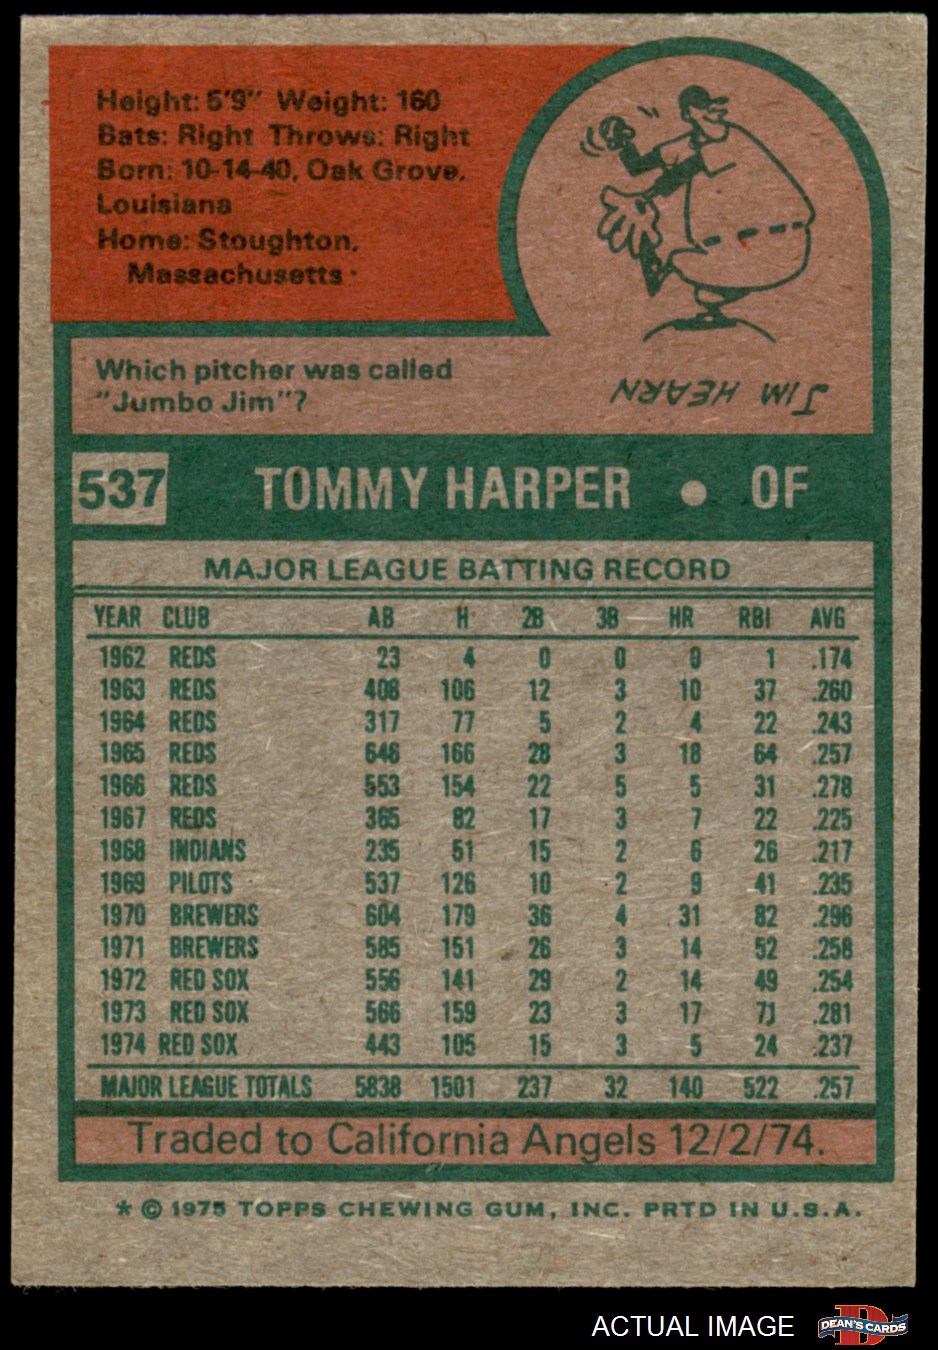 Height: 5'9" Weight: 160
Bats: Right Throws: Right
Born: 10-14-40, Oak Grove,
Louisiana
Home: Stoughton,
Massachusetts
Which pitcher was called
"Jumbo Jim"?
JIM HEARN
537 TOMMY HARPER • OF
MAJOR LEAGUE BATTING RECORD
YEAR CLUB AB H 2B 3B HR RBI AVG
1962 REDS 23 4 0 0 0 1 .174
1963 REDS 408 106 12 3 10 37 .260
1964 REDS 317 77 5 2 4 22 .243
1965 REDS 646 166 28 3 18 64 .257
1966 REDS 553 154 22 5 5 31 .278
1967 REDS 365 82 17 3 7 22 .225
1968 INDIANS 235 51 15 2 6 26 .217
1969 PILOTS 537 126 10 2 9 41 .235
1970 BREWERS 604 179 36 4 31 82 .296
1971 BREWERS 585 151 26 3 14 52 .258
1972 RED SOX 556 141 29 2 14 49 .254
1973 RED SOX 566 159 23 3 17 71 .281
1974 RED SOX 443 105 15 3 5 24 .237
MAJOR LEAGUE TOTALS 5838 1501 237 32 140 522 .257
Traded to California Angels 12/2/74.
* © 1975 TOPPS CHEWING GUM, INC. PRTD IN U.S.A.
ACTUAL IMAGE
D
DEAN'S CARDS